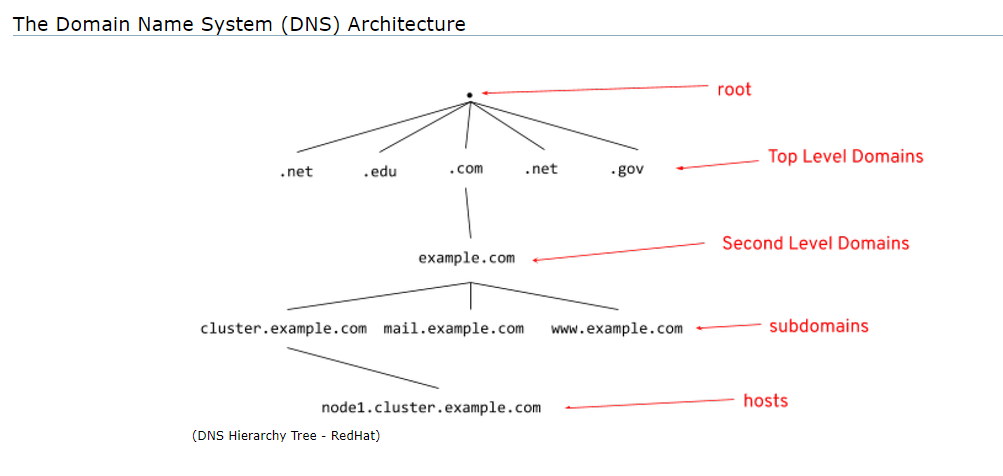 The Domain Name System (DNS) Architecture
.
root
.net .edu .com .net .gov
Top Level Domains
example.com
Second Level Domains
cluster.example.com mail.example.com www.example.com
subdomains
node1.cluster.example.com
hosts
(DNS Hierarchy Tree - RedHat)